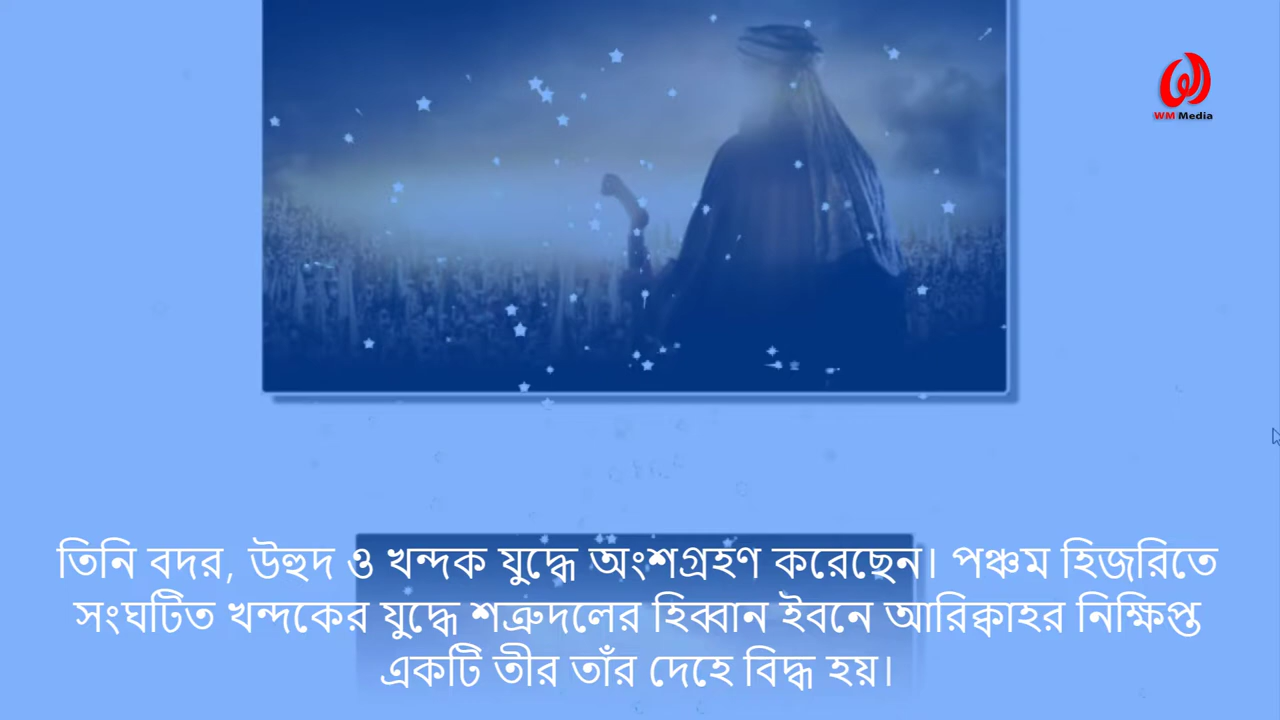 WM Media
তিনি বদর, উহুদ ও খন্দক যুদ্ধে অংশগ্রহণ করেছেন। পঞ্চম হিজরিতে
সংঘটিত খন্দকের যুদ্ধে শত্রুদলের হিব্বান ইবনে আরিক্বাহর নিক্ষিপ্ত
একটি তীর তাঁর দেহে বিদ্ধ হয়।